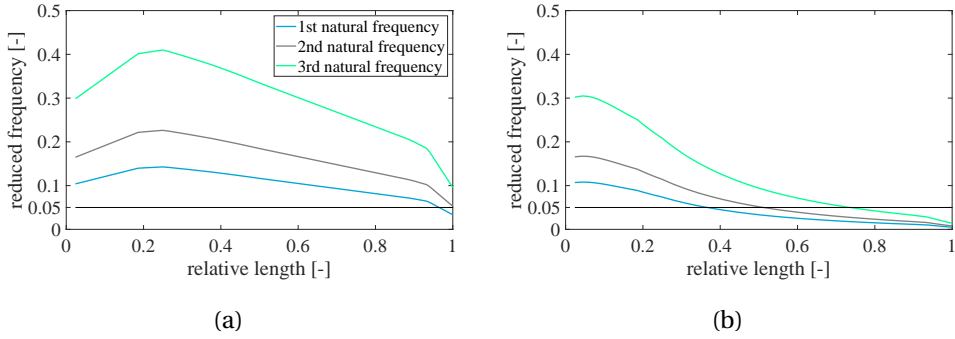 0.5
0.4
0.3
0.2
0.1
0.05
0
reduced frequency [-]
0 0.2 0.4 0.6 0.8 1
relative length [-]
1st natural frequency
2nd natural frequency
3rd natural frequency
(a)
0.5
0.4
0.3
0.2
0.1
0.05
0
reduced frequency [-]
0 0.2 0.4 0.6 0.8 1
relative length [-]
(b)